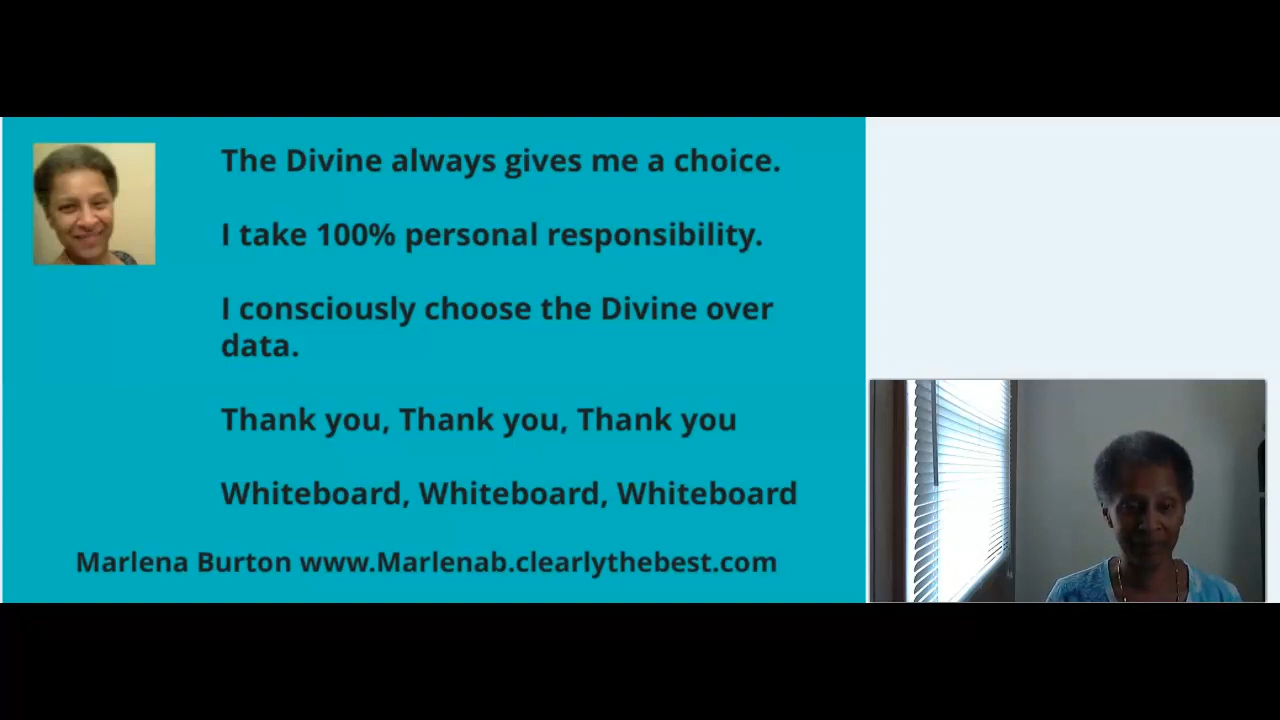 The Divine always gives me a choice.
I take 100% personal responsibility.
I consciously choose the Divine over
data.
Thank you, Thank you, Thank you
Whiteboard, Whiteboard, Whiteboard
Marlena Burton www.Marlenab.clearlythebest.com